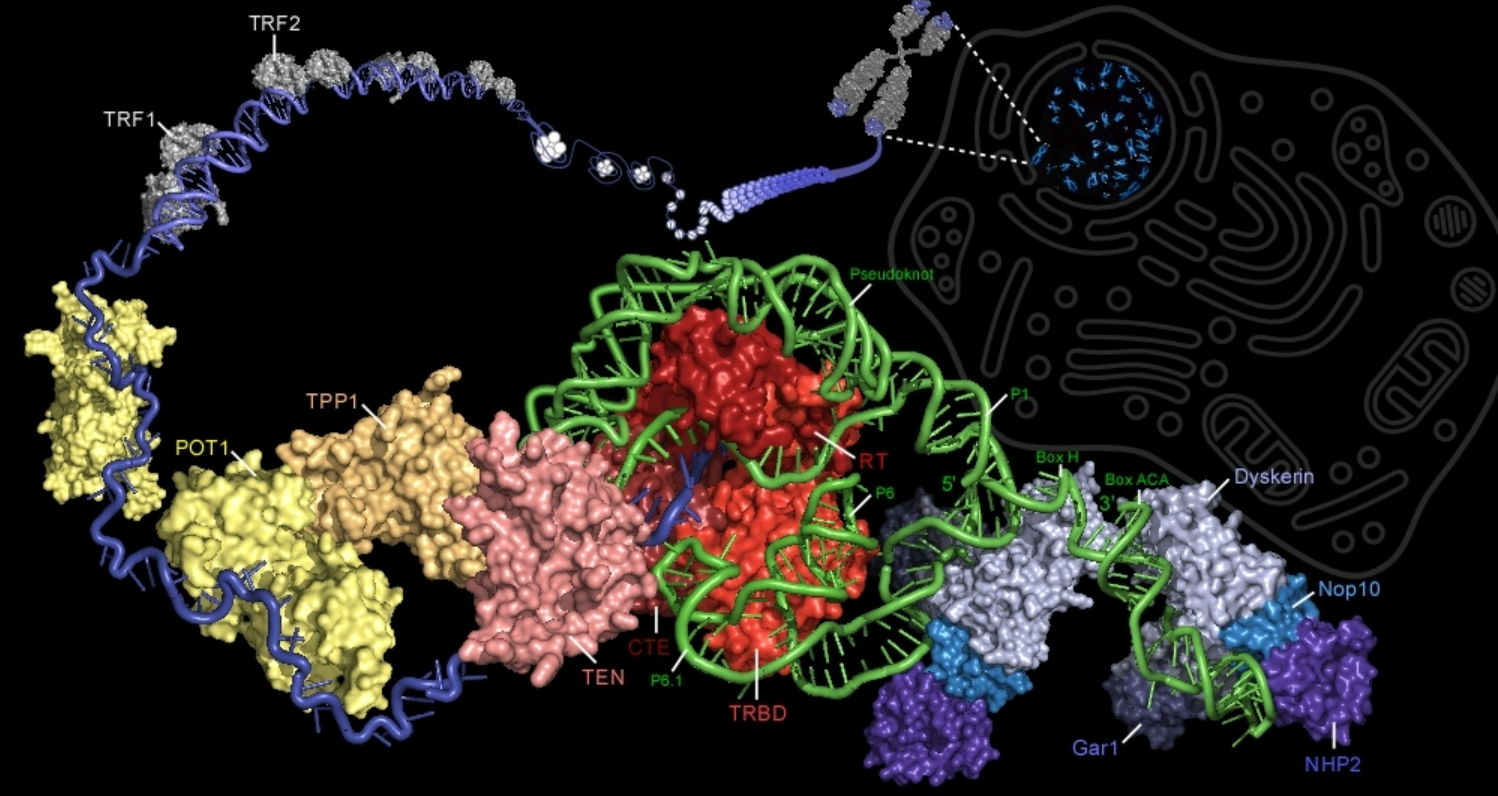 TRF2
TRF1
Pseudoknot
TPP1
P1
POT1
RT
Box H
Box ACA
Dyskerin
5'
P6
3'
Nop10
CTE
TEN
P6.1
TRBD
Gar1
NHP2